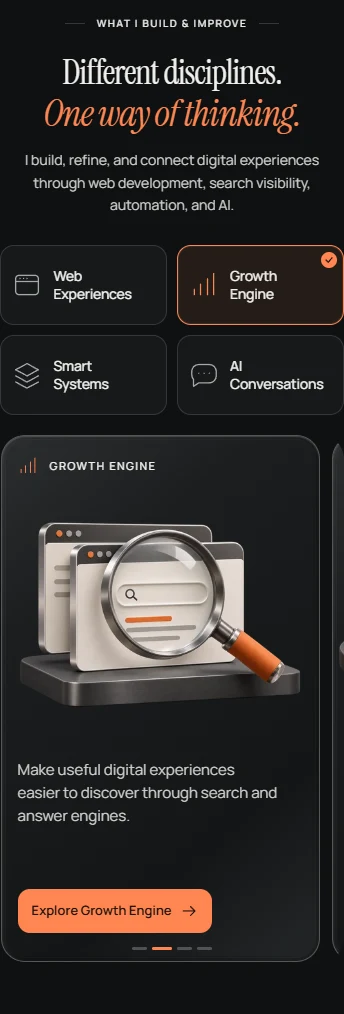 WHAT I BUILD & IMPROVE
Different disciplines.
One way of thinking.
I build, refine, and connect digital experiences
through web development, search visibility,
automation, and AI.
Web
Experiences
Growth
Engine
Smart
Systems
AI
Conversations
GROWTH ENGINE
Make useful digital experiences
easier to discover through search and
answer engines.
Explore Growth Engine →